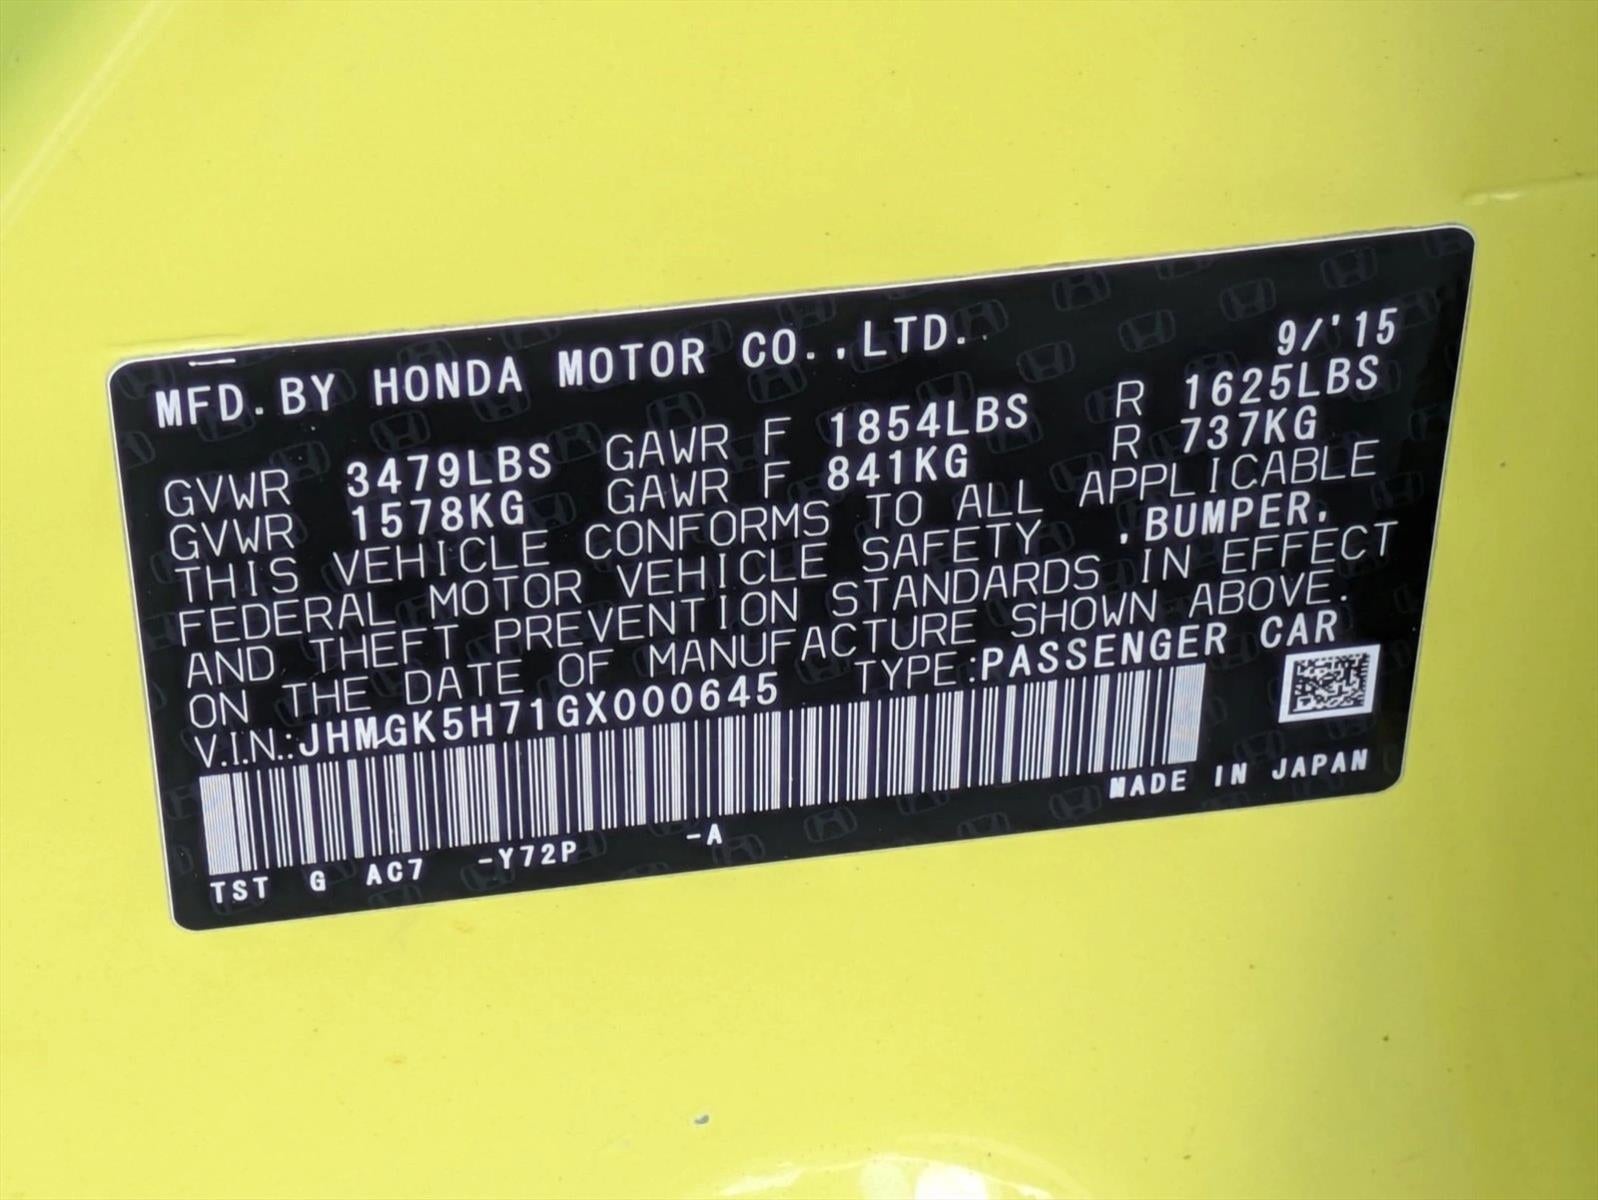 MFD. BY HONDA MOTOR CO., LTD. 9/'15
GVWR 3479LBS GAWR F 1854LBS R 1625LBS
GVWR 1578KG GAWR F 841KG R 737KG
THIS VEHICLE CONFORMS TO ALL APPLICABLE
FEDERAL MOTOR VEHICLE SAFETY ,BUMPER,
AND THEFT PREVENTION STANDARDS IN EFFECT
ON THE DATE OF MANUFACTURE SHOWN ABOVE.
V.I.N.:JHMGK5H71GX000645 TYPE:PASSENGER CAR
MADE IN JAPAN
TST G AC7 -Y72P -A